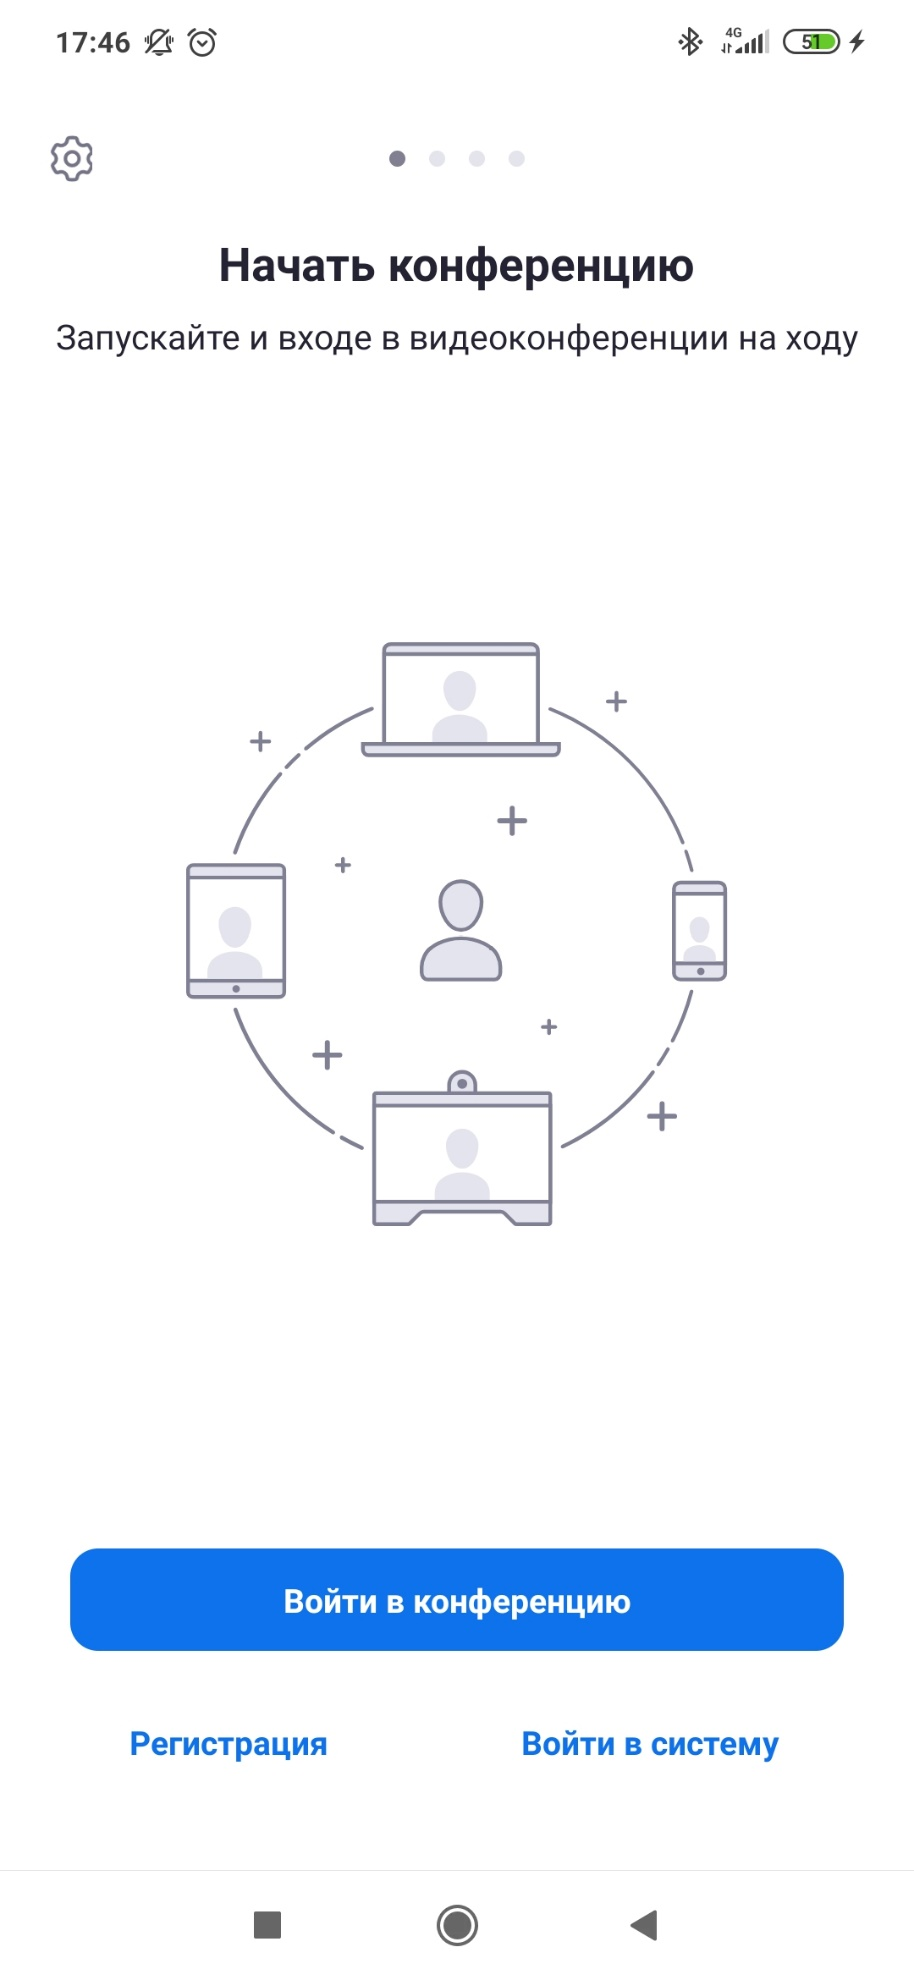 17:46 4G 51
Начать конференцию
Запускайте и входе в видеоконференции на ходу
Войти в конференцию
Регистрация Войти в систему